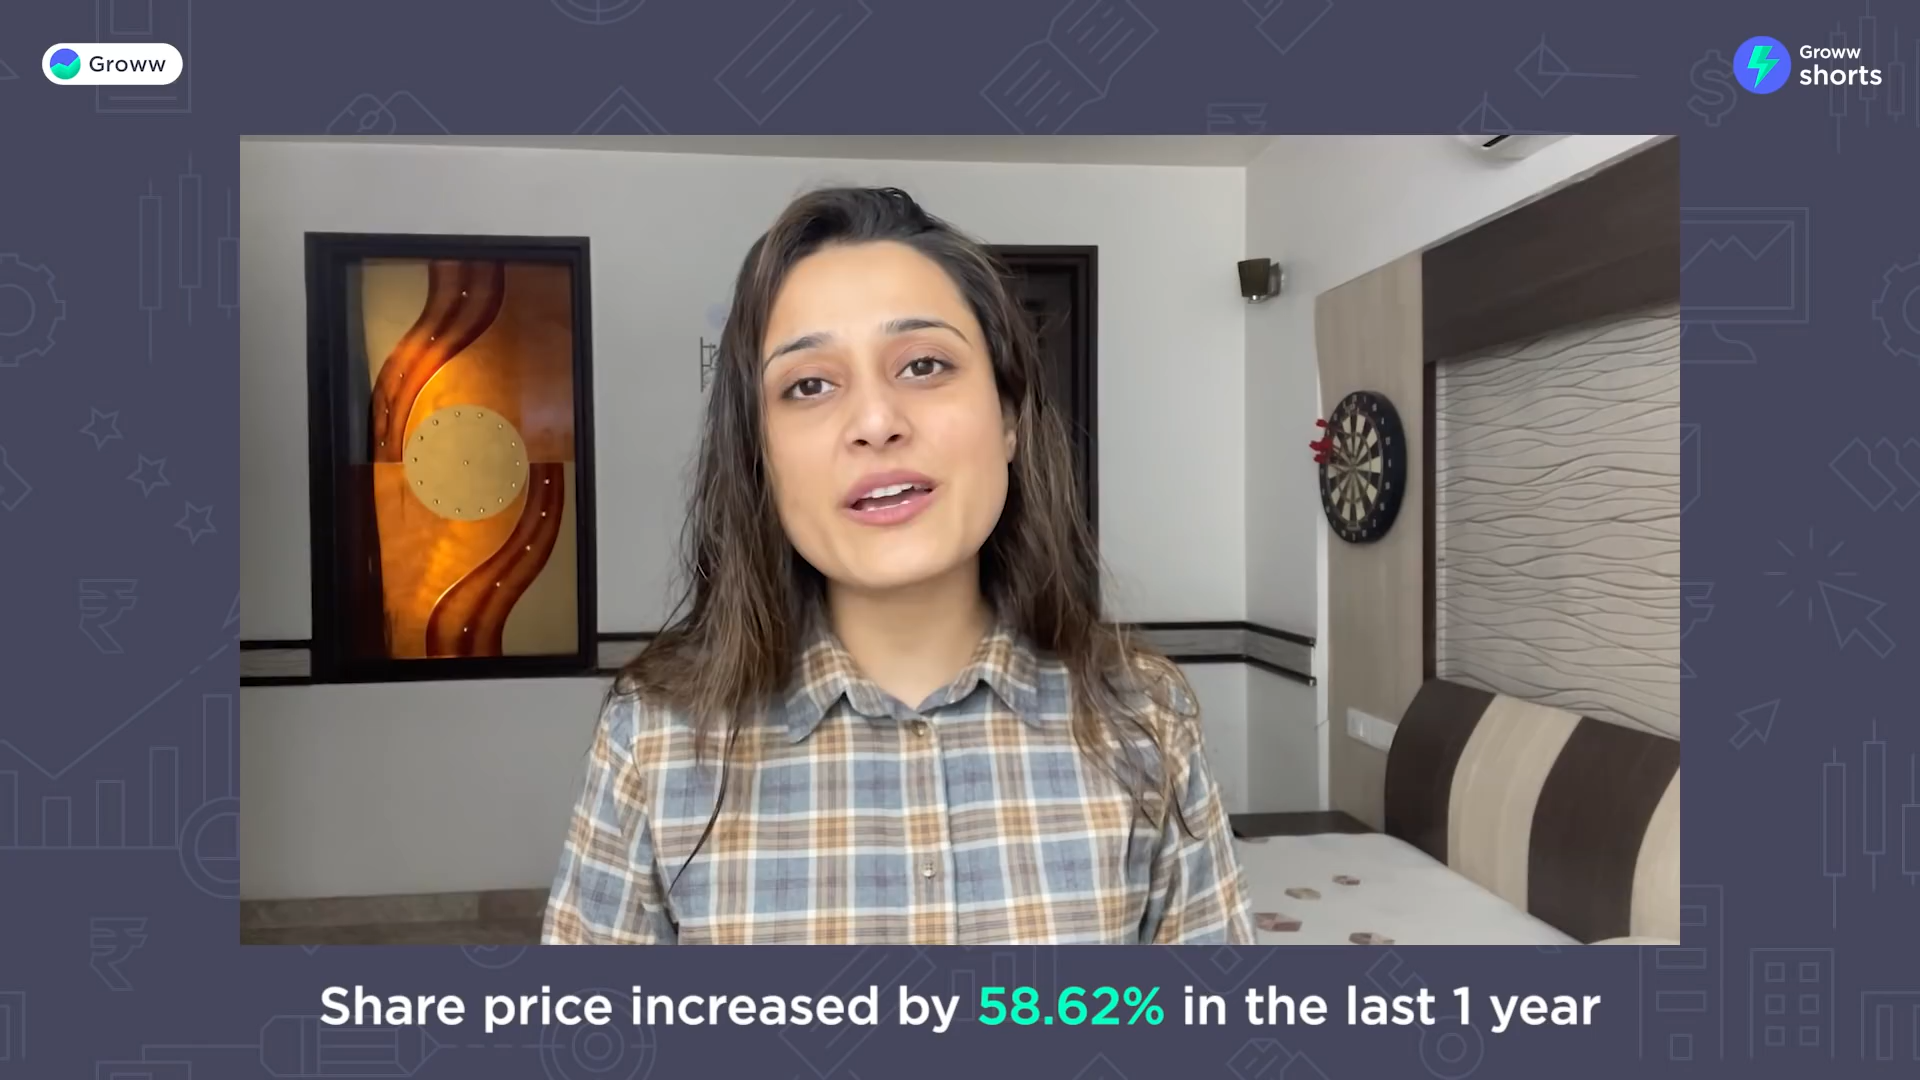 Groww
Groww
shorts
Share price increased by 58.62% in the last 1 year